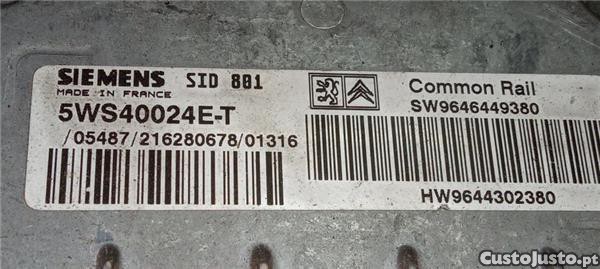 SIEMENS SID 801
MADE IN FRANCE
5WS40024E-T
/05487/216280678/01316
Common Rail
SW9646449380
HW9644302380
CustoJusto.pt